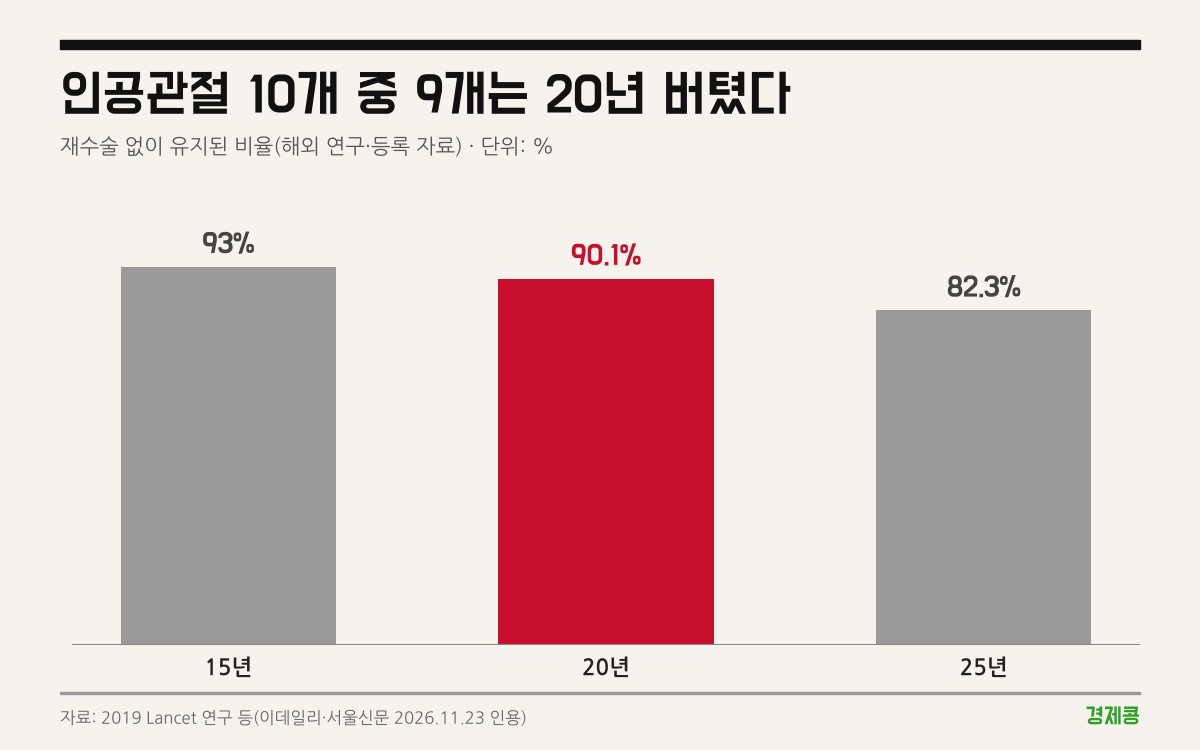 인공관절 10개 중 9개는 20년 버텼다
재수술 없이 유지된 비율(해외 연구·등록 자료) · 단위: %
93%
90.1%
82.3%
15년
20년
25년
자료: 2019 Lancet 연구 등(이데일리·서울신문 2026.11.23 인용)
경제콩